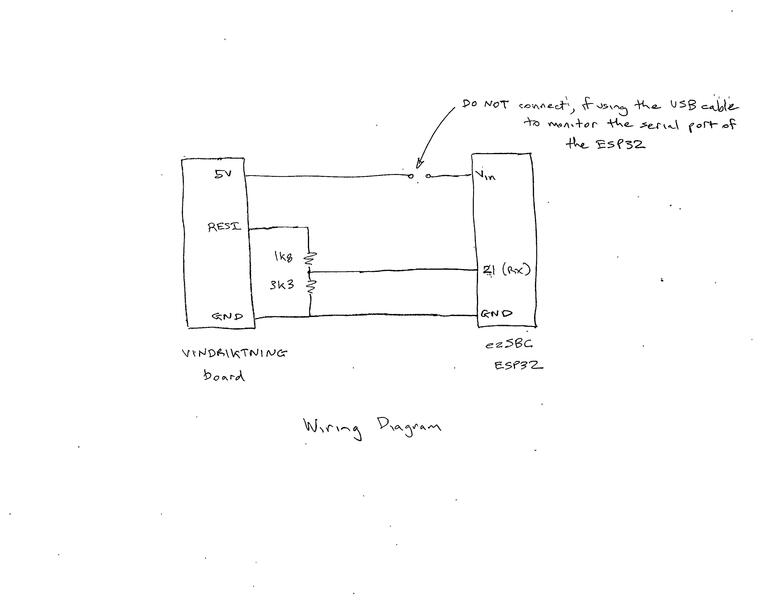 DO NOT connect, if using the USB cable
to monitor the serial port of
the ESP32
5V
Vin
REST
1k8
21 (Rx)
3k3
GND
GND
VINDRIKTNING
board
ezSBC
ESP32
Wiring Diagram